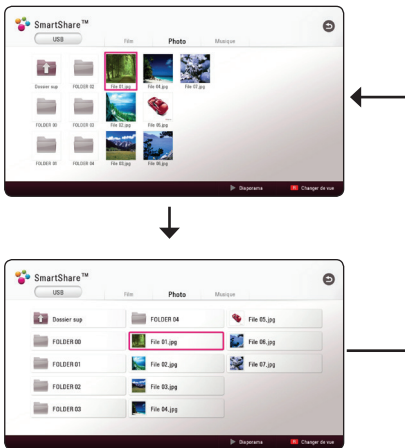 SmartShare™
USB Film Photo Musique
Dossier sup FOLDER 02 File 01.jpg File 04.jpg File 07.jpg
FOLDER 00 FOLDER 03 File 02.jpg File 05.jpg
FOLDER 01 FOLDER 04 File 03.jpg File 06.jpg
Diaporama Changer de vue
SmartShare™
USB Film Photo Musique
Dossier sup FOLDER 04 File 05.jpg
FOLDER 00 File 01.jpg File 06.jpg
FOLDER 01 File 02.jpg File 07.jpg
FOLDER 02 File 03.jpg
FOLDER 03 File 04.jpg
Diaporama Changer de vue